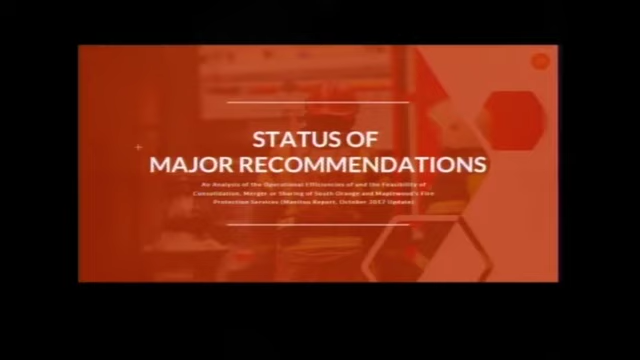 STATUS OF
MAJOR RECOMMENDATIONS
An Analysis of the Operational Efficiencies of and the Feasibility of
Consolidation, Merger or Sharing of South Orange and Maplewood's Fire
Protection Services (Manitou Report, October 2017 Update)